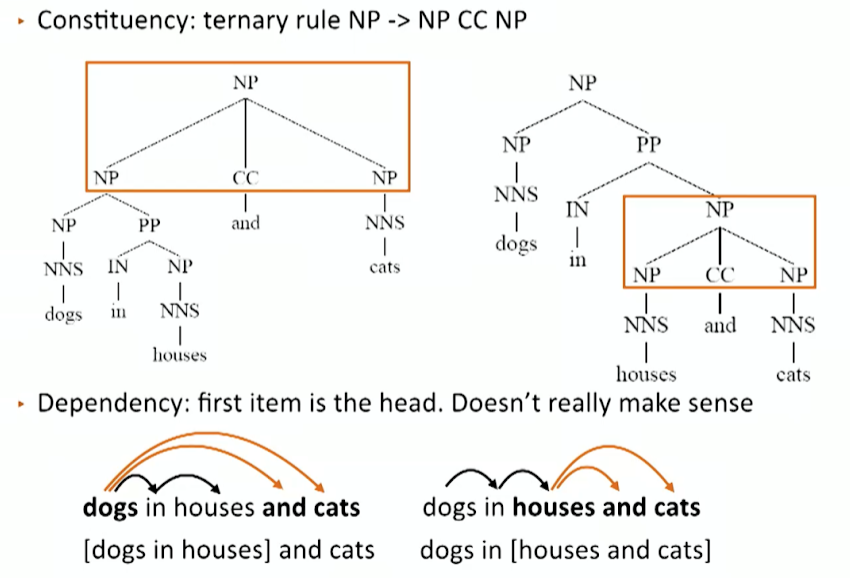 Constituency: ternary rule NP -> NP CC NP
NP
NP CC NP
NP PP and NNS
NNS IN NP cats
dogs in NNS
houses
NP
NP PP
NNS IN NP
dogs in NP CC NP
NNS and NNS
houses cats
Dependency: first item is the head. Doesn't really make sense
dogs in houses and cats
[dogs in houses] and cats
dogs in houses and cats
dogs in [houses and cats]